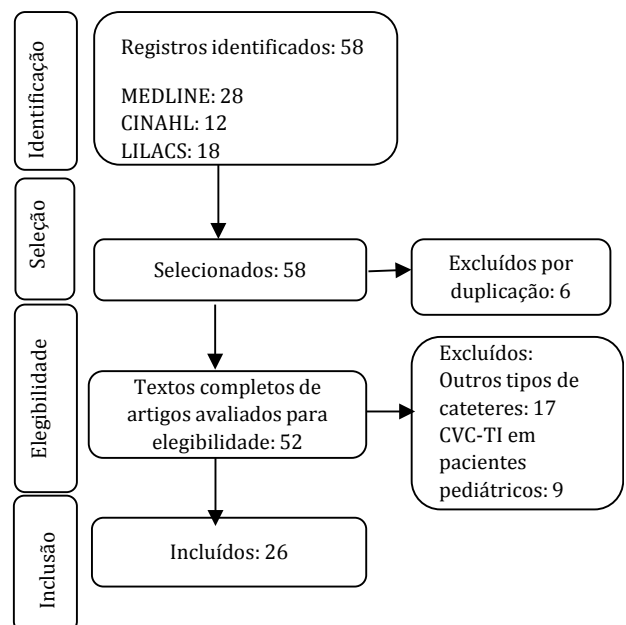 Identificação
Registros identificados: 58
MEDLINE: 28
CINAHL: 12
LILACS: 18
Seleção
Selecionados: 58
Excluídos por
duplicação: 6
Elegibilidade
Textos completos de
artigos avaliados para
elegibilidade: 52
Excluídos:
Outros tipos de
cateteres: 17
CVC-TI em
pacientes
pediátricos: 9
Inclusão
Incluídos: 26